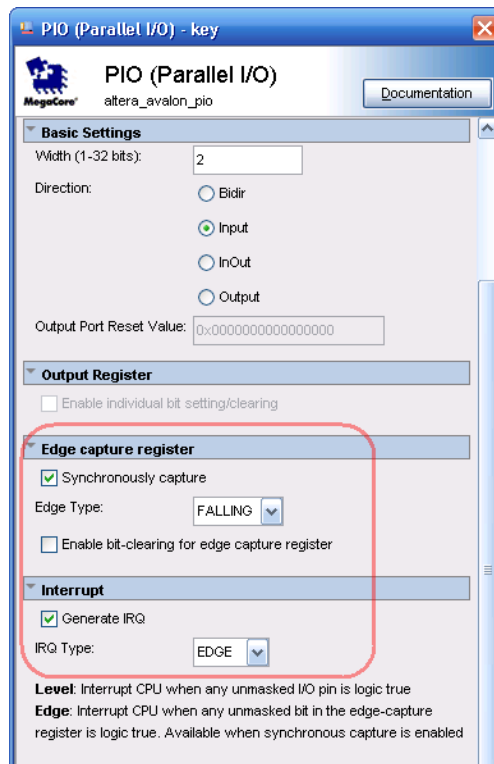 PIO (Parallel I/O) - key
PIO (Parallel I/O)
MegaCore®
altera_avalon_pio
Documentation
Basic Settings
Width (1-32 bits):
2
Direction:
Bidir
Input
InOut
Output
Output Port Reset Value:
0x0000000000000000
Output Register
Enable individual bit setting/clearing
Edge capture register
Synchronously capture
Edge Type:
FALLING
Enable bit-clearing for edge capture register
Interrupt
Generate IRQ
IRQ Type:
EDGE
Level: Interrupt CPU when any unmasked I/O pin is logic true
Edge: Interrupt CPU when any unmasked bit in the edge-capture
register is logic true. Available when synchronous capture is enabled